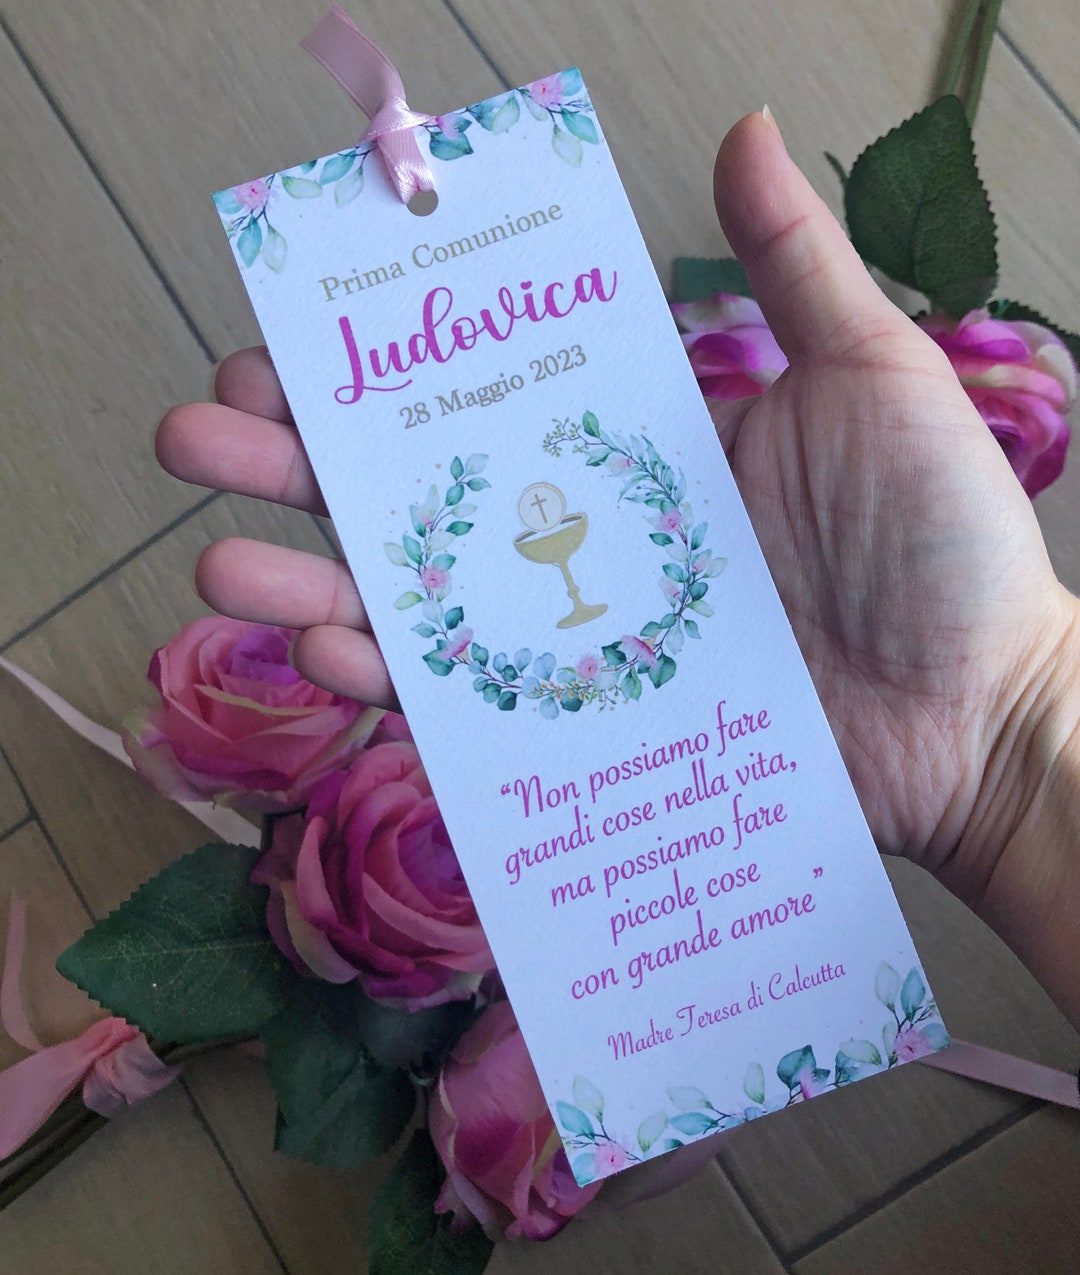 Prima Comunione
Ludovica
28 Maggio 2023
“Non possiamo fare
grandi cose nella vita,
ma possiamo fare
piccole cose
con grande amore”
Madre Teresa di Calcutta